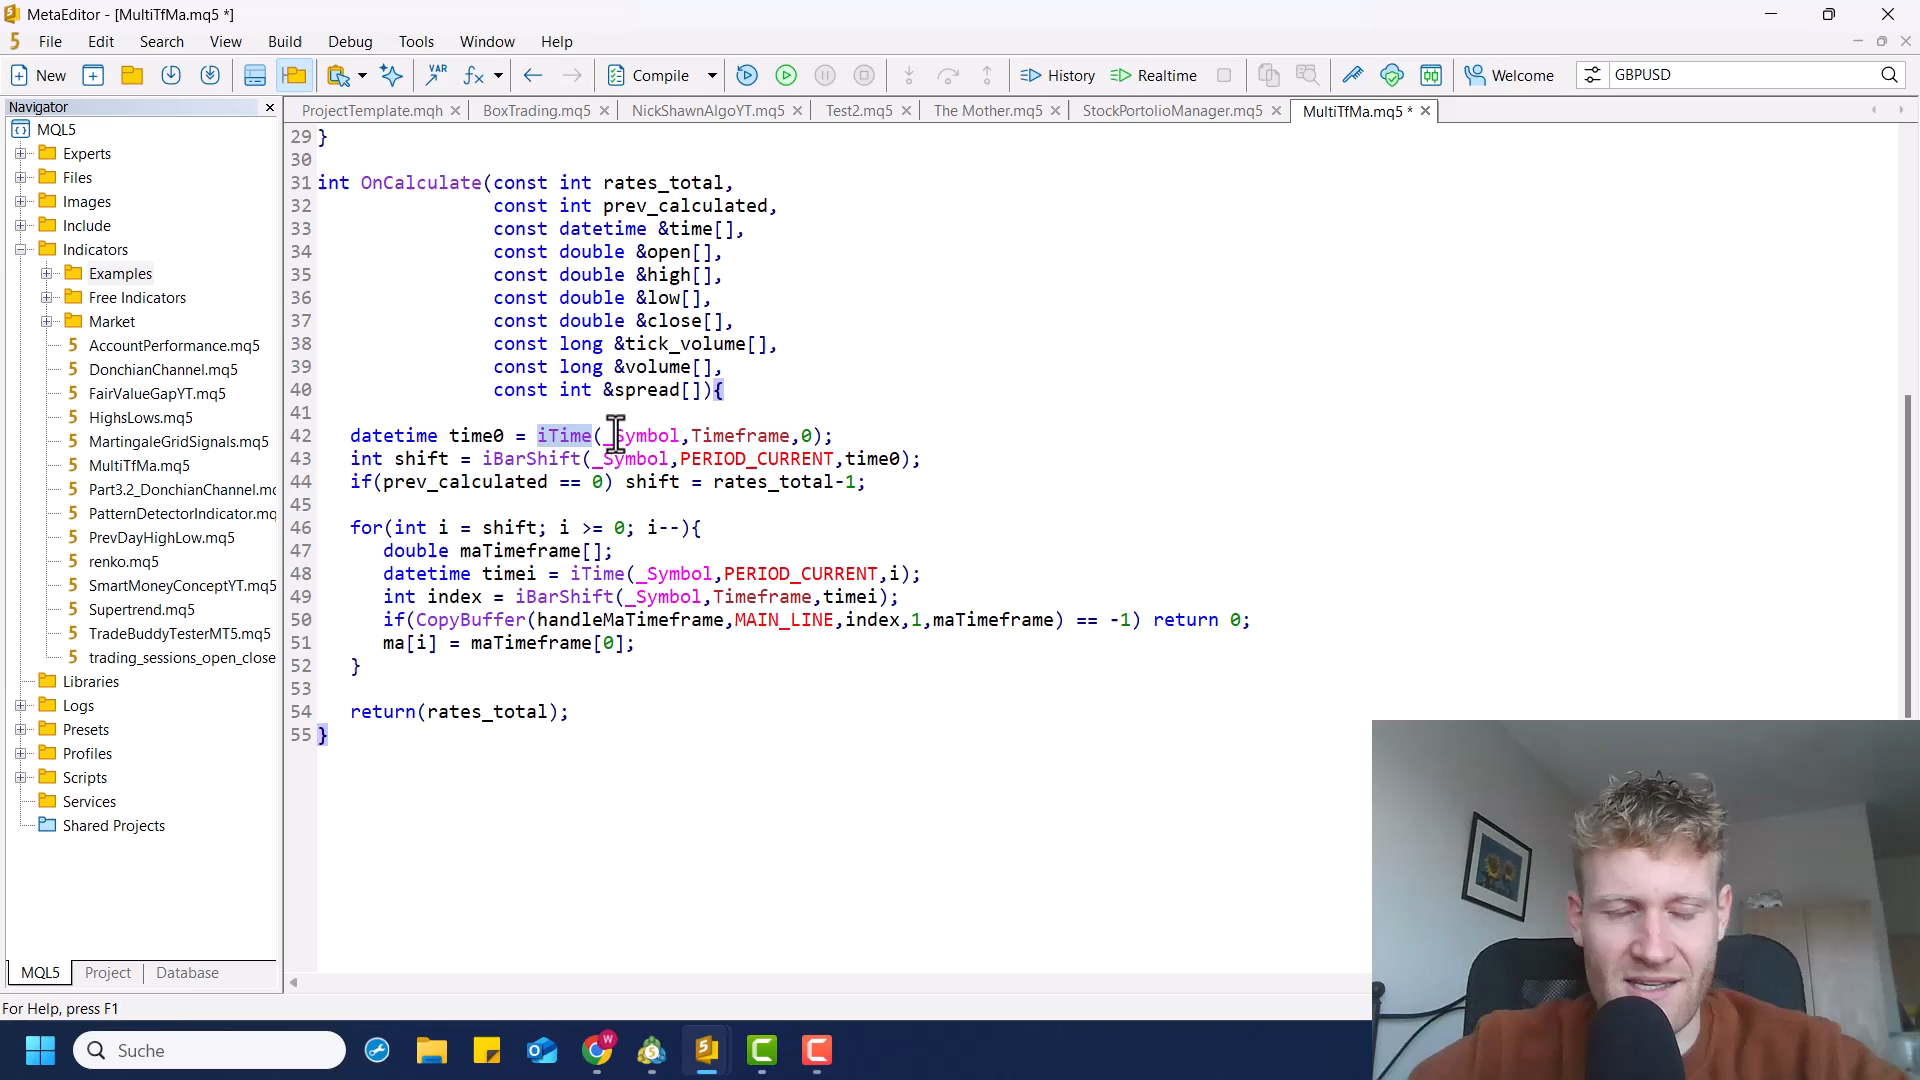 MetaEditor - [MultiTfMa.mq5 *]
File Edit Search View Build Debug Tools Window Help
New VAR Compile History Realtime Welcome GBPUSD
Navigator
ProjectTemplate.mqh BoxTrading.mq5 NickShawnAlgoYT.mq5 Test2.mq5 The Mother.mq5 StockPortolioManager.mq5 MultiTfMa.mq5 *
MQL5
Experts
Files
Images
Include
Indicators
Examples
Free Indicators
Market
AccountPerformance.mq5
DonchianChannel.mq5
FairValueGapYT.mq5
HighsLows.mq5
MartingaleGridSignals.mq5
MultiTfMa.mq5
Part3.2_DonchianChannel.mq
PatternDetectorIndicator.mq
PrevDayHighLow.mq5
renko.mq5
SmartMoneyConceptYT.mq5
Supertrend.mq5
TradeBuddyTesterMT5.mq5
trading_sessions_open_close
Libraries
Logs
Presets
Profiles
Scripts
Services
Shared Projects
MQL5 Project Database
29 }
30
31 int OnCalculate(const int rates_total,
32 const int prev_calculated,
33 const datetime &time[],
34 const double &open[],
35 const double &high[],
36 const double &low[],
37 const double &close[],
38 const long &tick_volume[],
39 const long &volume[],
40 const int &spread[]){
41
42 datetime time0 = iTime(_Symbol,Timeframe,0);
43 int shift = iBarShift(_Symbol,PERIOD_CURRENT,time0);
44 if(prev_calculated == 0) shift = rates_total-1;
45
46 for(int i = shift; i >= 0; i--){
47 double maTimeframe[];
48 datetime timei = iTime(_Symbol,PERIOD_CURRENT,i);
49 int index = iBarShift(_Symbol,Timeframe,timei);
50 if(CopyBuffer(handleMaTimeframe,MAIN_LINE,index,1,maTimeframe) == -1) return 0;
51 ma[i] = maTimeframe[0];
52 }
53
54 return(rates_total);
55 }
For Help, press F1
Suche